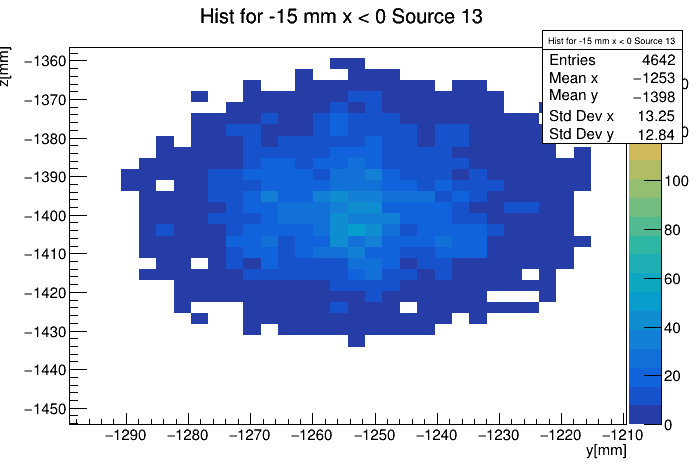 Hist for -15 mm x < 0 Source 13
z[mm]
Hist for -15 mm x < 0 Source 13
Entries 4642
Mean x −1253
Mean y −1398
Std Dev x 13.25
Std Dev y 12.84
−1360
−1370
−1380
−1390
−1400
−1410
−1420
−1430
−1440
−1450
100
80
60
40
20
0
−1290 −1280 −1270 −1260 −1250 −1240 −1230 −1220 −1210
y[mm]